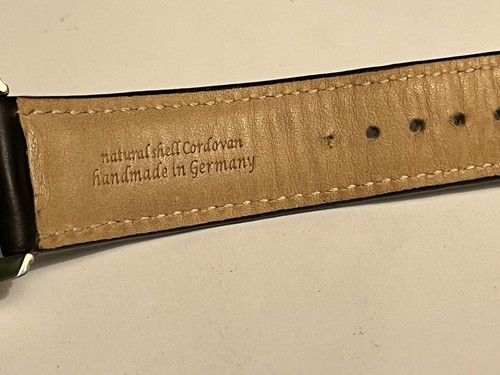 natural shell Cordovan
handmade in Germany